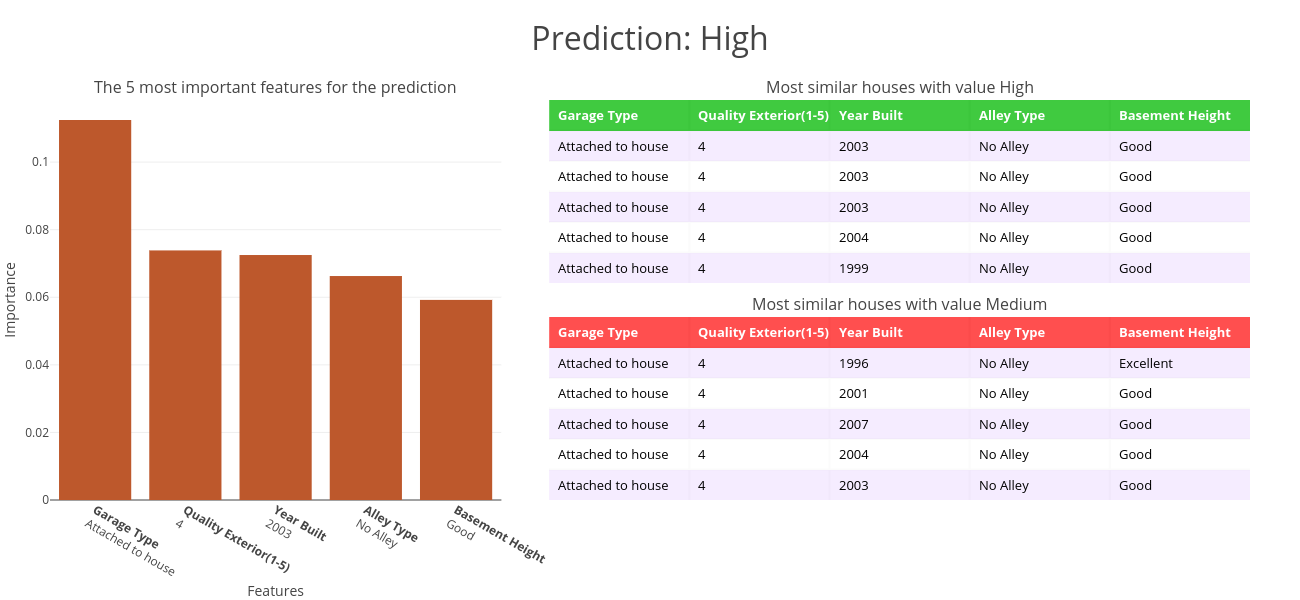 Prediction: High
The 5 most important features for the prediction
Importance
0.1
0.08
0.06
0.04
0.02
0
Garage Type
Attached to house
Quality Exterior(1-5)
4
Year Built
2003
Alley Type
No Alley
Basement Height
Good
Features
Most similar houses with value High
Garage Type Quality Exterior(1-5) Year Built Alley Type Basement Height
Attached to house 4 2003 No Alley Good
Attached to house 4 2003 No Alley Good
Attached to house 4 2003 No Alley Good
Attached to house 4 2004 No Alley Good
Attached to house 4 1999 No Alley Good
Most similar houses with value Medium
Garage Type Quality Exterior(1-5) Year Built Alley Type Basement Height
Attached to house 4 1996 No Alley Excellent
Attached to house 4 2001 No Alley Good
Attached to house 4 2007 No Alley Good
Attached to house 4 2004 No Alley Good
Attached to house 4 2003 No Alley Good